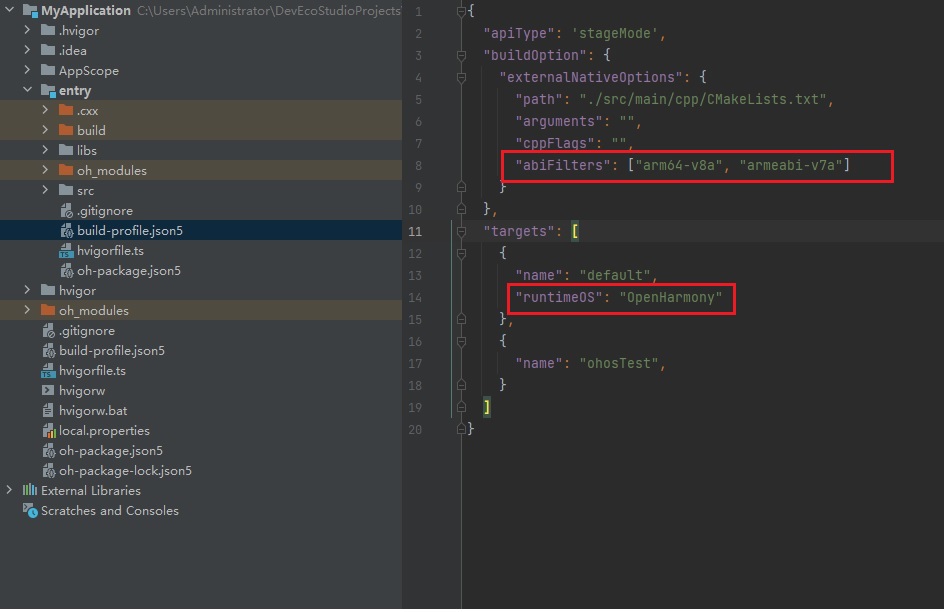 MyApplication C:\Users\Administrator\DevEcoStudioProjects
.hvigor
.idea
AppScope
entry
.cxx
build
libs
oh_modules
src
.gitignore
build-profile.json5
hvigorfile.ts
oh-package.json5
hvigor
oh_modules
.gitignore
build-profile.json5
hvigorfile.ts
hvigorw
hvigorw.bat
local.properties
oh-package.json5
oh-package-lock.json5
External Libraries
Scratches and Consoles
1 {
2 "apiType": 'stageMode',
3 "buildOption": {
4 "externalNativeOptions": {
5 "path": "./src/main/cpp/CMakeLists.txt",
6 "arguments": "",
7 "cppFlags": "",
8 "abiFilters": ["arm64-v8a", "armeabi-v7a"]
9 }
10 },
11 "targets": [
12 {
13 "name": "default",
14 "runtimeOS": "OpenHarmony"
15 },
16 {
17 "name": "ohosTest",
18 }
19 ]
20 }